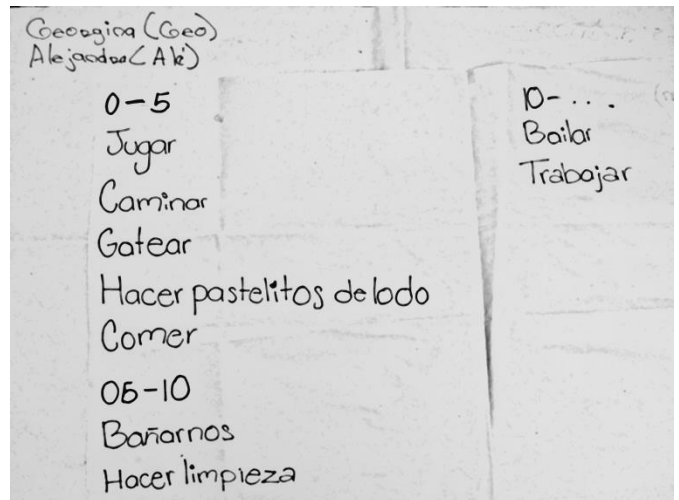 Georgina (Geo)
Alejandra (Ale)
0-5
Jugar
Caminar
Gatear
Hacer pastelitos de lodo
Comer
05-10
Bañarnos
Hacer limpieza
10-...
Bailar
Trabajar